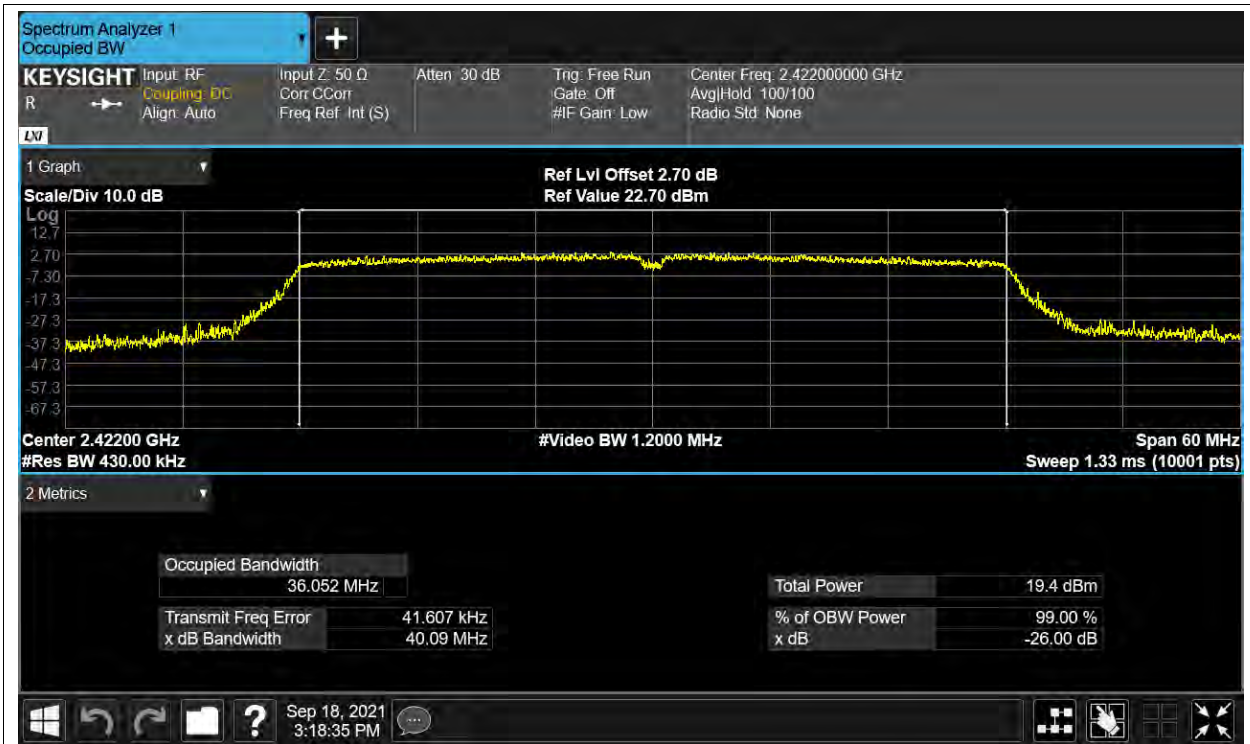 Spectrum Analyzer 1
Occupied BW
+
KEYSIGHT
R
LXI
Input: RF
Coupling: DC
Align: Auto
Input Z: 50 Ω
Corr CCorr
Freq Ref: Int (S)
Atten: 30 dB
Trig: Free Run
Gate: Off
#IF Gain: Low
Center Freq: 2.422000000 GHz
Avg|Hold: 100/100
Radio Std: None
1 Graph
Scale/Div 10.0 dB
Ref Lvl Offset 2.70 dB
Ref Value 22.70 dBm
Log
12.7
2.70
-7.30
-17.3
-27.3
-37.3
-47.3
-57.3
-67.3
Center 2.42200 GHz
#Res BW 430.00 kHz
#Video BW 1.2000 MHz
Span 60 MHz
Sweep 1.33 ms (10001 pts)
2 Metrics
Occupied Bandwidth
36.052 MHz
Transmit Freq Error 41.607 kHz
x dB Bandwidth 40.09 MHz
Total Power 19.4 dBm
% of OBW Power 99.00 %
x dB -26.00 dB
?
Sep 18, 2021
3:18:35 PM